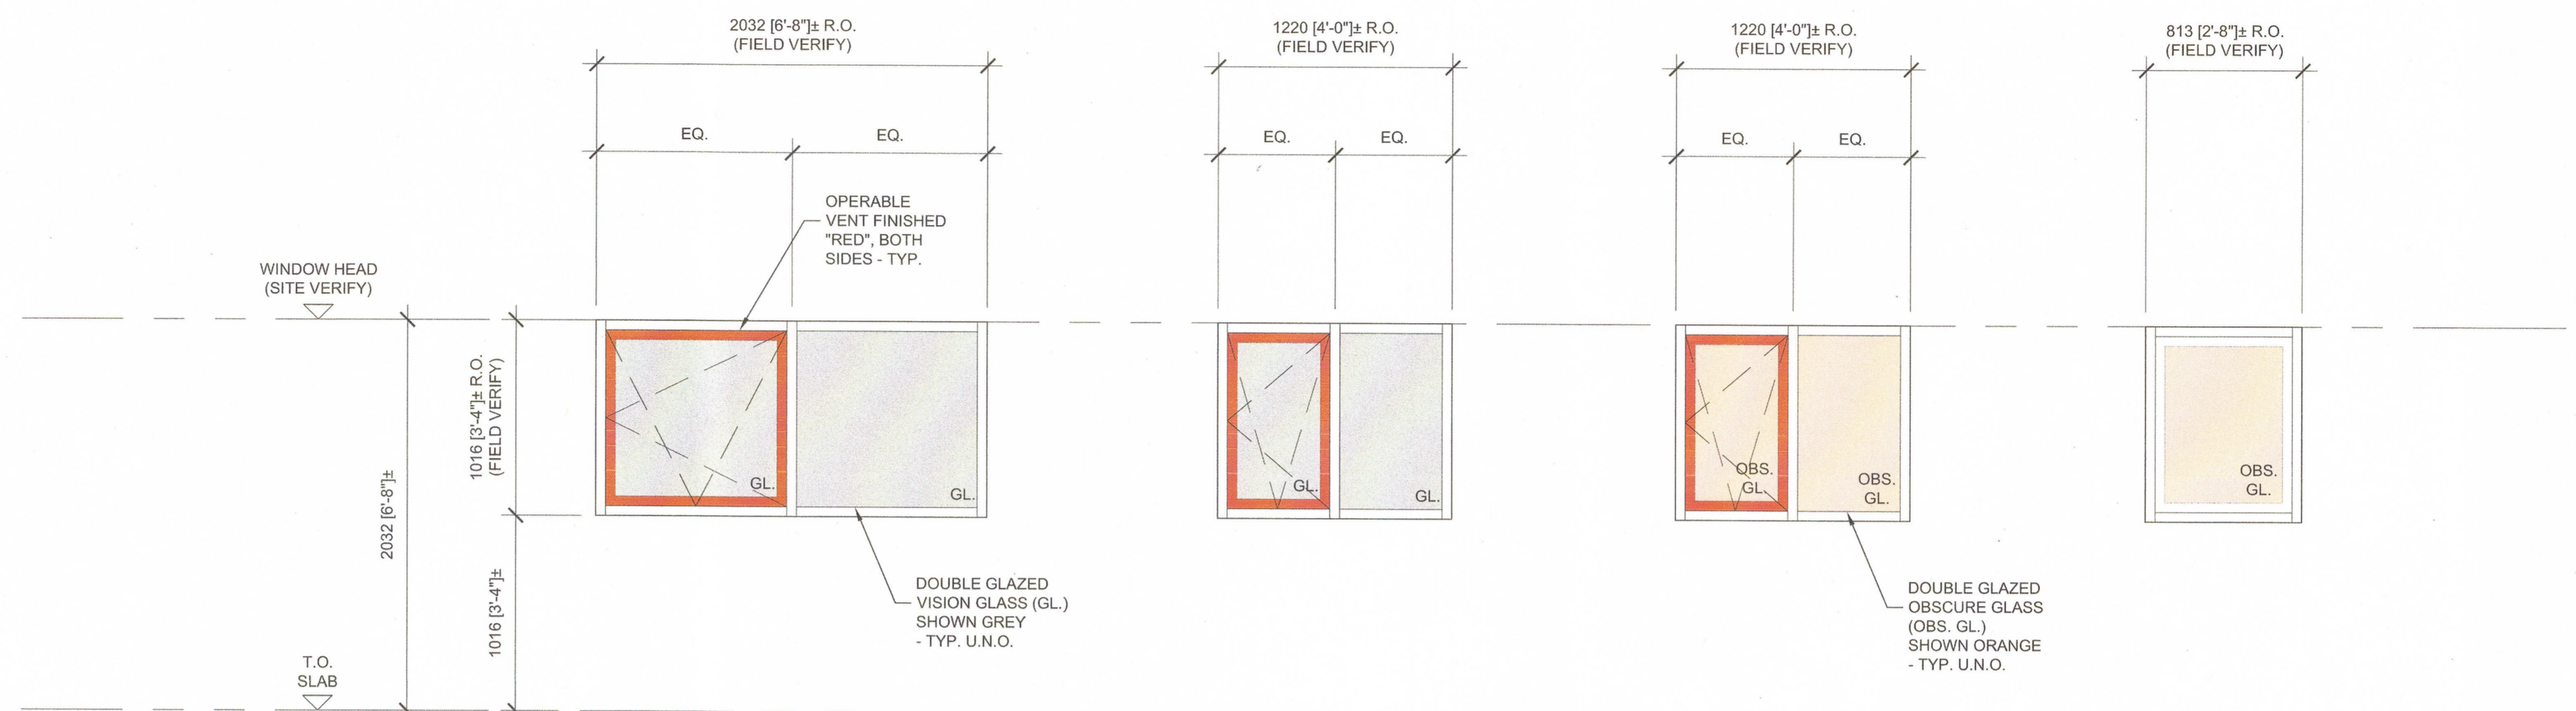 2032 [6'-8"]± R.O.
(FIELD VERIFY)
1220 [4'-0"]± R.O.
(FIELD VERIFY)
1220 [4'-0"]± R.O.
(FIELD VERIFY)
813 [2'-8"]± R.O.
(FIELD VERIFY)
EQ.
EQ.
EQ.
EQ.
EQ.
EQ.
OPERABLE
VENT FINISHED
"RED", BOTH
SIDES - TYP.
WINDOW HEAD
(SITE VERIFY)
2032 [6'-8"]±
1016 [3'-4"]± R.O.
(FIELD VERIFY)
1016 [3'-4"]±
GL.
GL.
GL.
GL.
OBS.
GL.
OBS.
GL.
OBS.
GL.
DOUBLE GLAZED
VISION GLASS (GL.)
SHOWN GREY
- TYP. U.N.O.
DOUBLE GLAZED
OBSCURE GLASS
(OBS. GL.)
SHOWN ORANGE
- TYP. U.N.O.
T.O.
SLAB